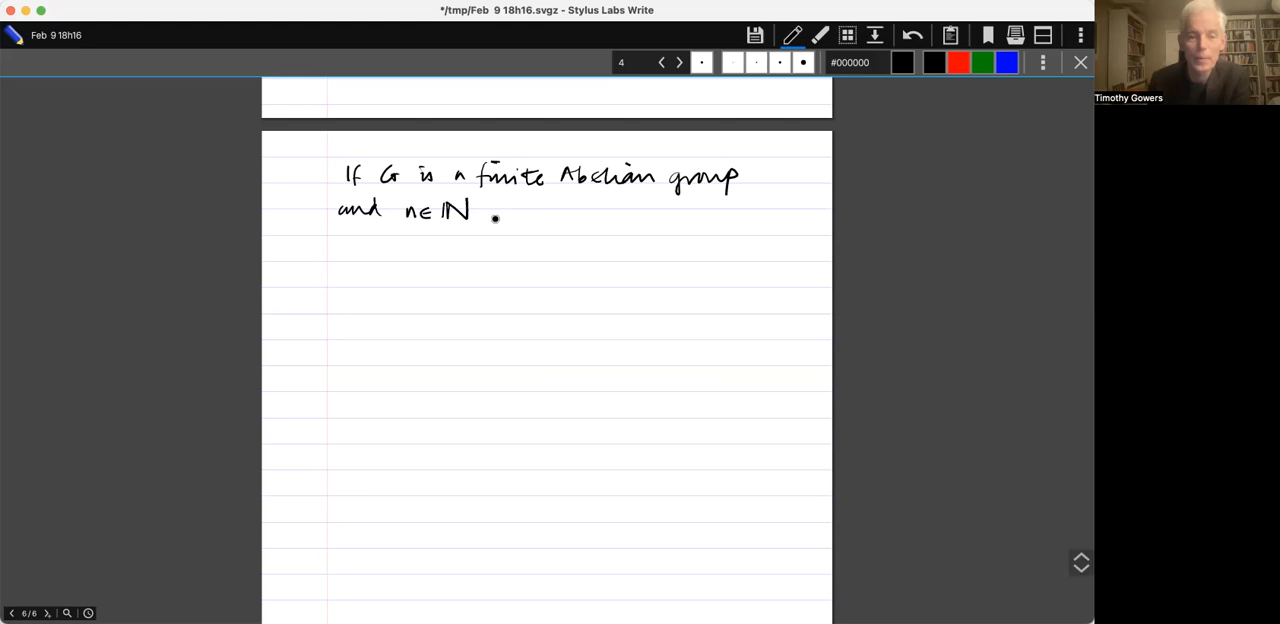 */tmp/Feb 9 18h16.svgz - Stylus Labs Write
Feb 9 18h16
4
#000000
Timothy Gowers
If G is a finite Abelian group
and n∈ℕ
6/6